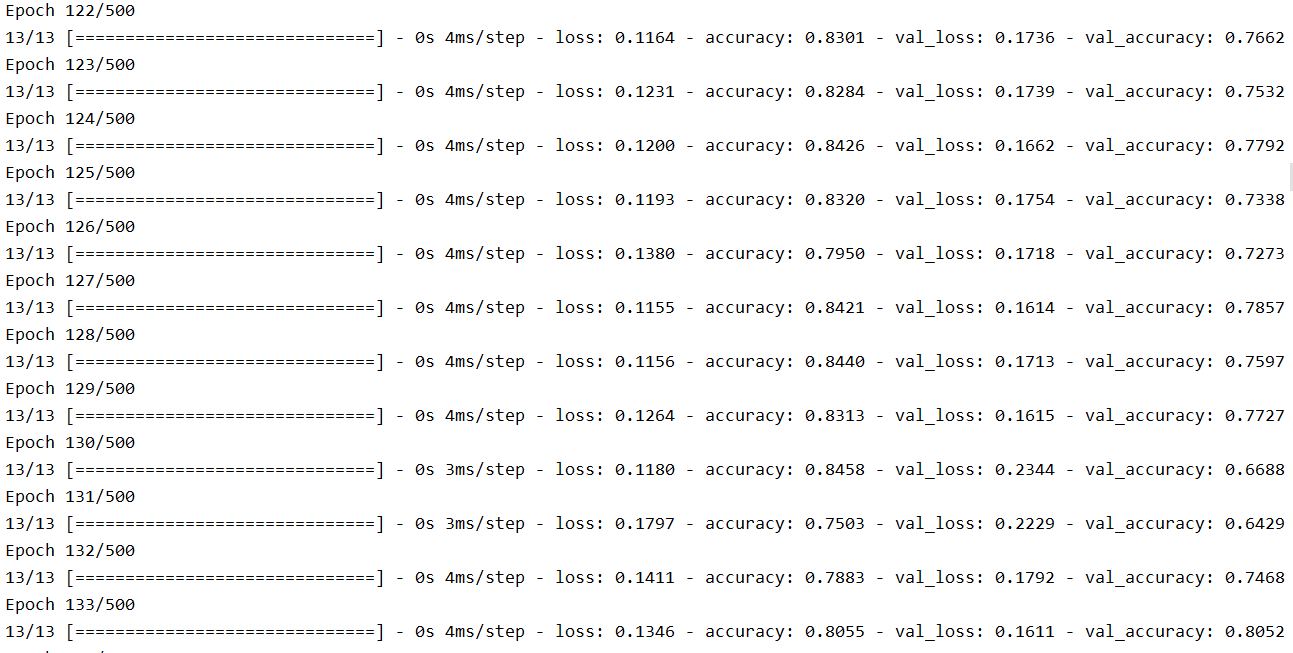 Epoch 122/500
13/13 [==============================] - 0s 4ms/step - loss: 0.1164 - accuracy: 0.8301 - val_loss: 0.1736 - val_accuracy: 0.7662
Epoch 123/500
13/13 [==============================] - 0s 4ms/step - loss: 0.1231 - accuracy: 0.8284 - val_loss: 0.1739 - val_accuracy: 0.7532
Epoch 124/500
13/13 [==============================] - 0s 4ms/step - loss: 0.1200 - accuracy: 0.8426 - val_loss: 0.1662 - val_accuracy: 0.7792
Epoch 125/500
13/13 [==============================] - 0s 4ms/step - loss: 0.1193 - accuracy: 0.8320 - val_loss: 0.1754 - val_accuracy: 0.7338
Epoch 126/500
13/13 [==============================] - 0s 4ms/step - loss: 0.1380 - accuracy: 0.7950 - val_loss: 0.1718 - val_accuracy: 0.7273
Epoch 127/500
13/13 [==============================] - 0s 4ms/step - loss: 0.1155 - accuracy: 0.8421 - val_loss: 0.1614 - val_accuracy: 0.7857
Epoch 128/500
13/13 [==============================] - 0s 4ms/step - loss: 0.1156 - accuracy: 0.8440 - val_loss: 0.1713 - val_accuracy: 0.7597
Epoch 129/500
13/13 [==============================] - 0s 4ms/step - loss: 0.1264 - accuracy: 0.8313 - val_loss: 0.1615 - val_accuracy: 0.7727
Epoch 130/500
13/13 [==============================] - 0s 3ms/step - loss: 0.1180 - accuracy: 0.8458 - val_loss: 0.2344 - val_accuracy: 0.6688
Epoch 131/500
13/13 [==============================] - 0s 3ms/step - loss: 0.1797 - accuracy: 0.7503 - val_loss: 0.2229 - val_accuracy: 0.6429
Epoch 132/500
13/13 [==============================] - 0s 4ms/step - loss: 0.1411 - accuracy: 0.7883 - val_loss: 0.1792 - val_accuracy: 0.7468
Epoch 133/500
13/13 [==============================] - 0s 4ms/step - loss: 0.1346 - accuracy: 0.8055 - val_loss: 0.1611 - val_accuracy: 0.8052